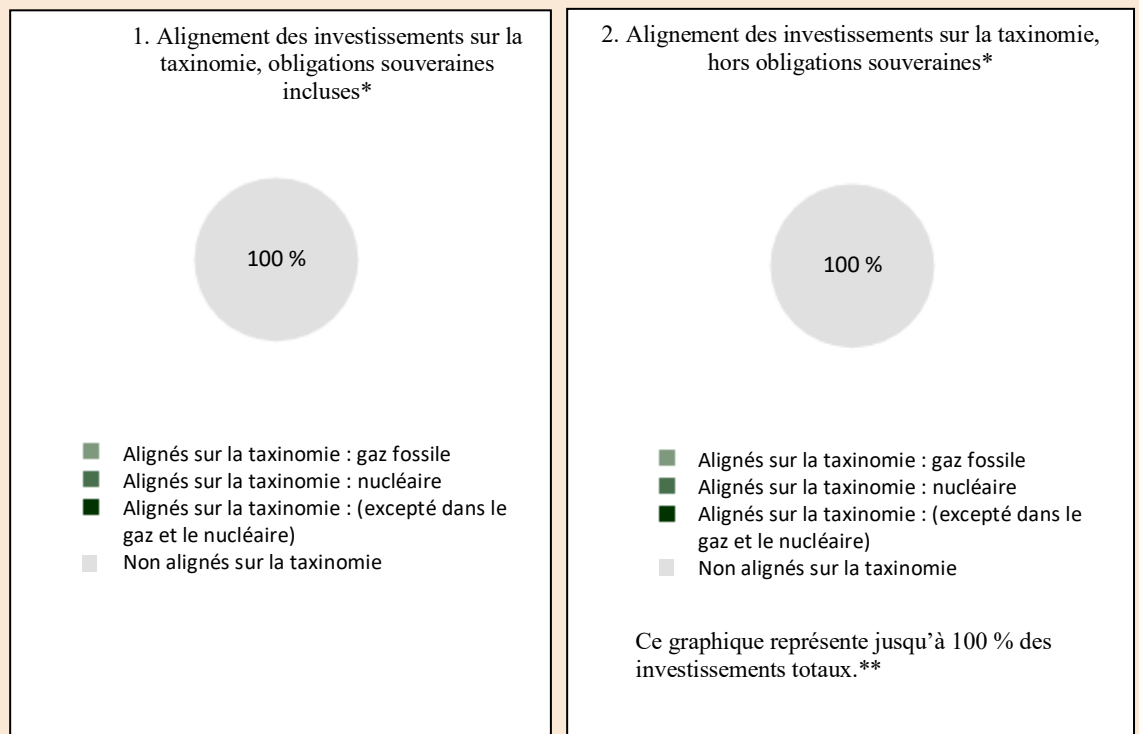 1. Alignement des investissements sur la
taxinomie, obligations souveraines
incluses*
100 %
Alignés sur la taxinomie : gaz fossile
Alignés sur la taxinomie : nucléaire
Alignés sur la taxinomie : (excepté dans le
gaz et le nucléaire)
Non alignés sur la taxinomie
2. Alignement des investissements sur la taxinomie,
hors obligations souveraines*
100 %
Alignés sur la taxinomie : gaz fossile
Alignés sur la taxinomie : nucléaire
Alignés sur la taxinomie : (excepté dans le
gaz et le nucléaire)
Non alignés sur la taxinomie
Ce graphique représente jusqu’à 100 % des
investissements totaux.**